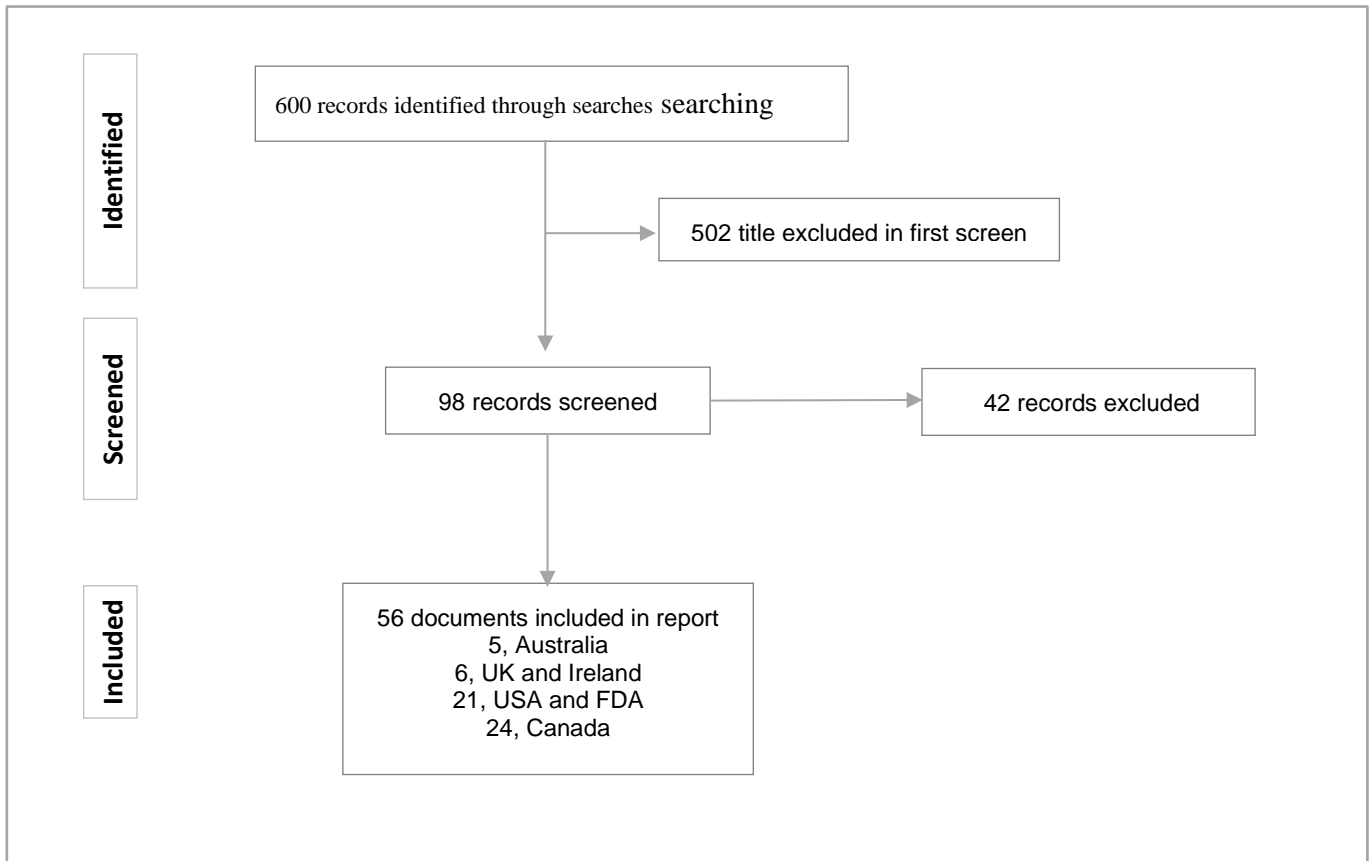 Identified
600 records identified through searches searching
502 title excluded in first screen
Screened
98 records screened
42 records excluded
Included
56 documents included in report
5, Australia
6, UK and Ireland
21, USA and FDA
24, Canada